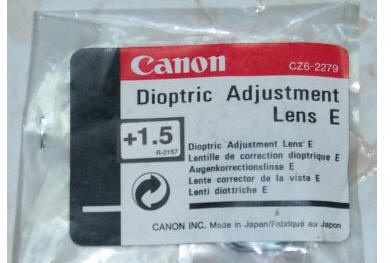 Canon
CZ6-2279
Dioptric Adjustment
Lens E
+1.5
R-0157
Dioptric Adjustment Lens E
Lentille de correction dioptrique E
Augenkorrectionslinse E
Lente corrector de la vista E
Lenti diottriche E
CANON INC. Made in Japan/Fabriqué au Japon